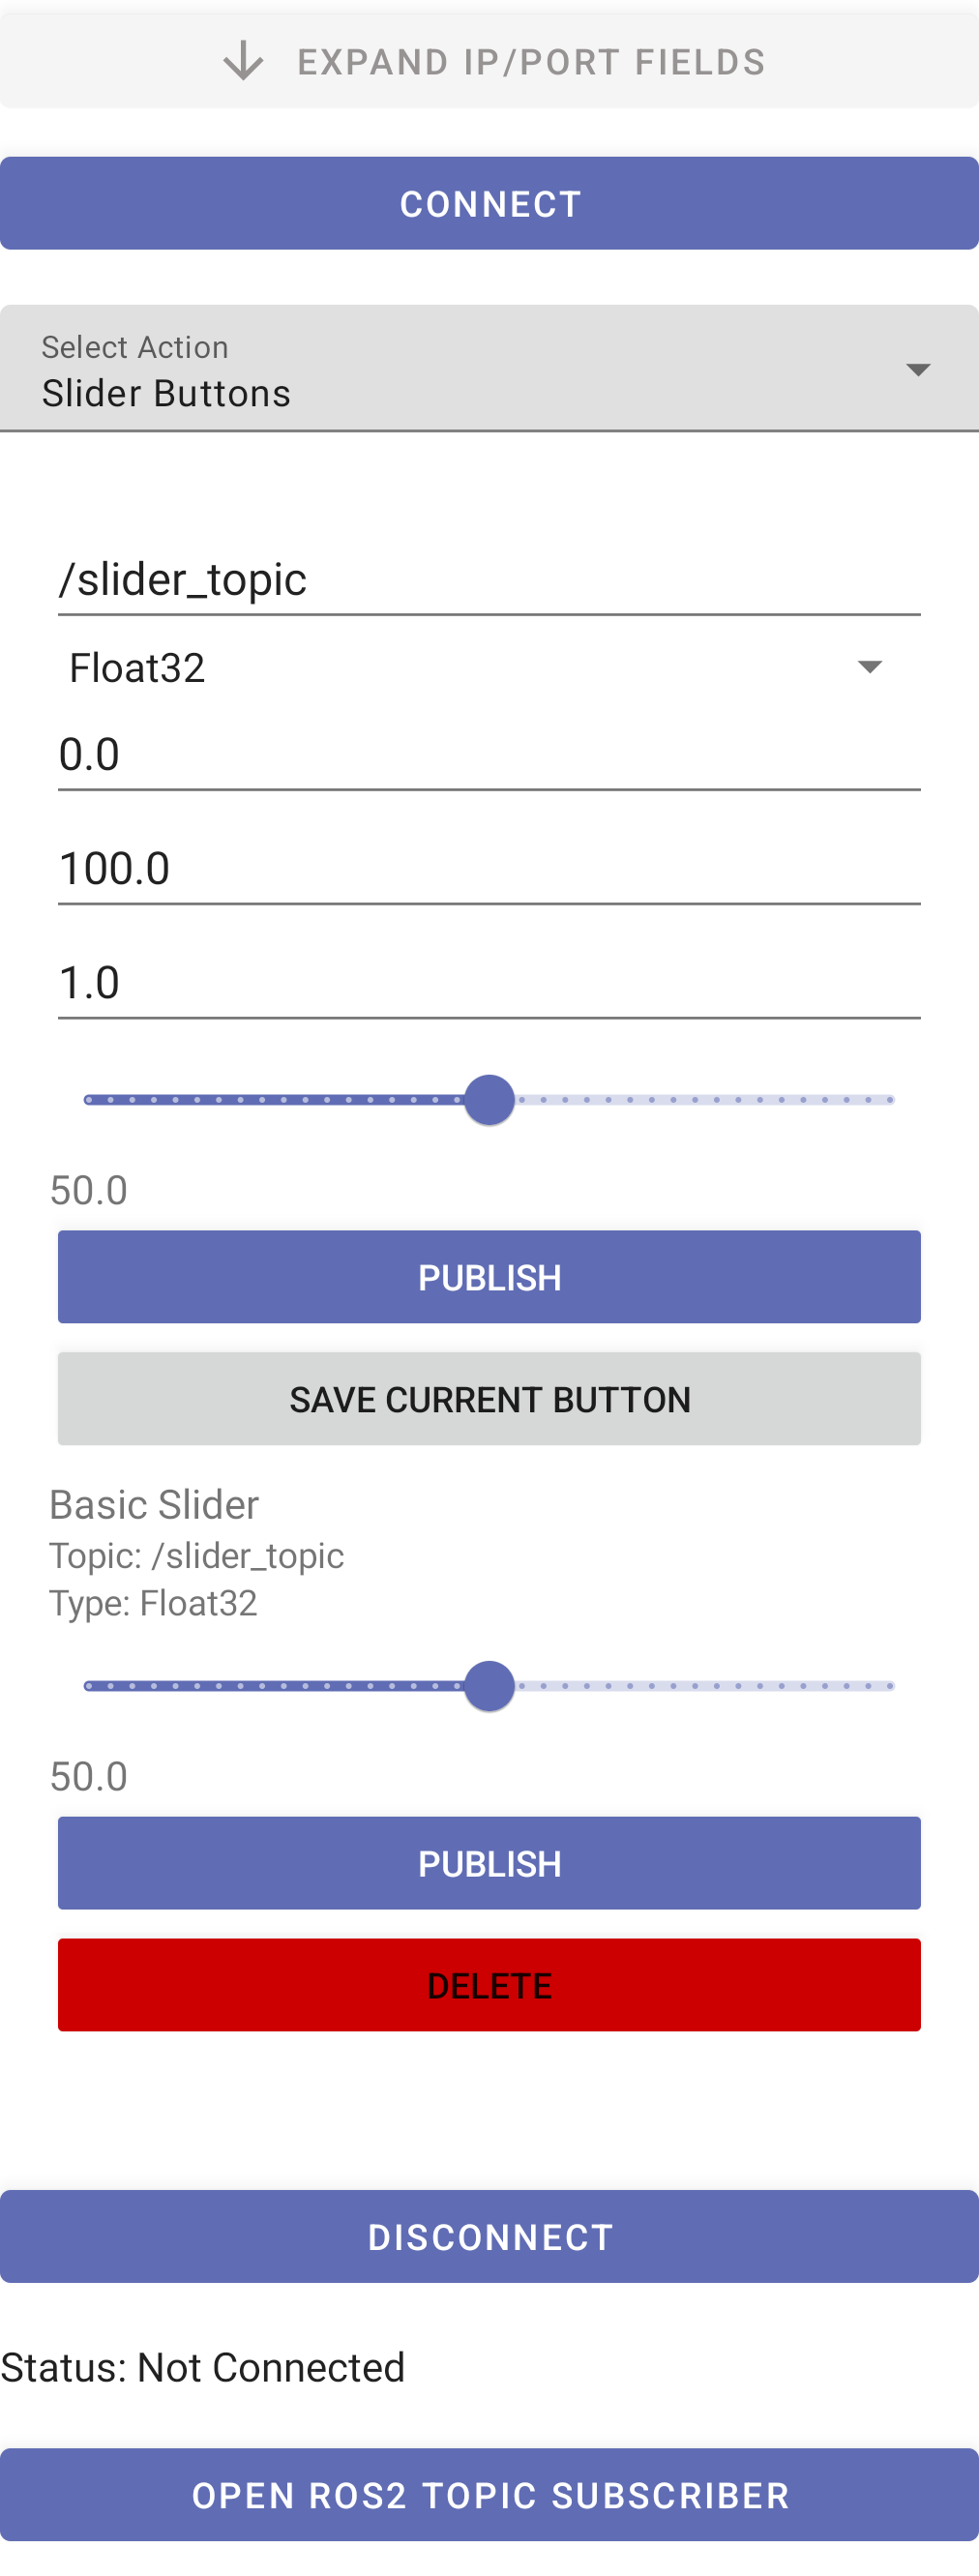 EXPAND IP/PORT FIELDS
CONNECT
Select Action
Slider Buttons
/slider_topic
Float32
0.0
100.0
1.0
50.0
PUBLISH
SAVE CURRENT BUTTON
Basic Slider
Topic: /slider_topic
Type: Float32
50.0
PUBLISH
DELETE
DISCONNECT
Status: Not Connected
OPEN ROS2 TOPIC SUBSCRIBER